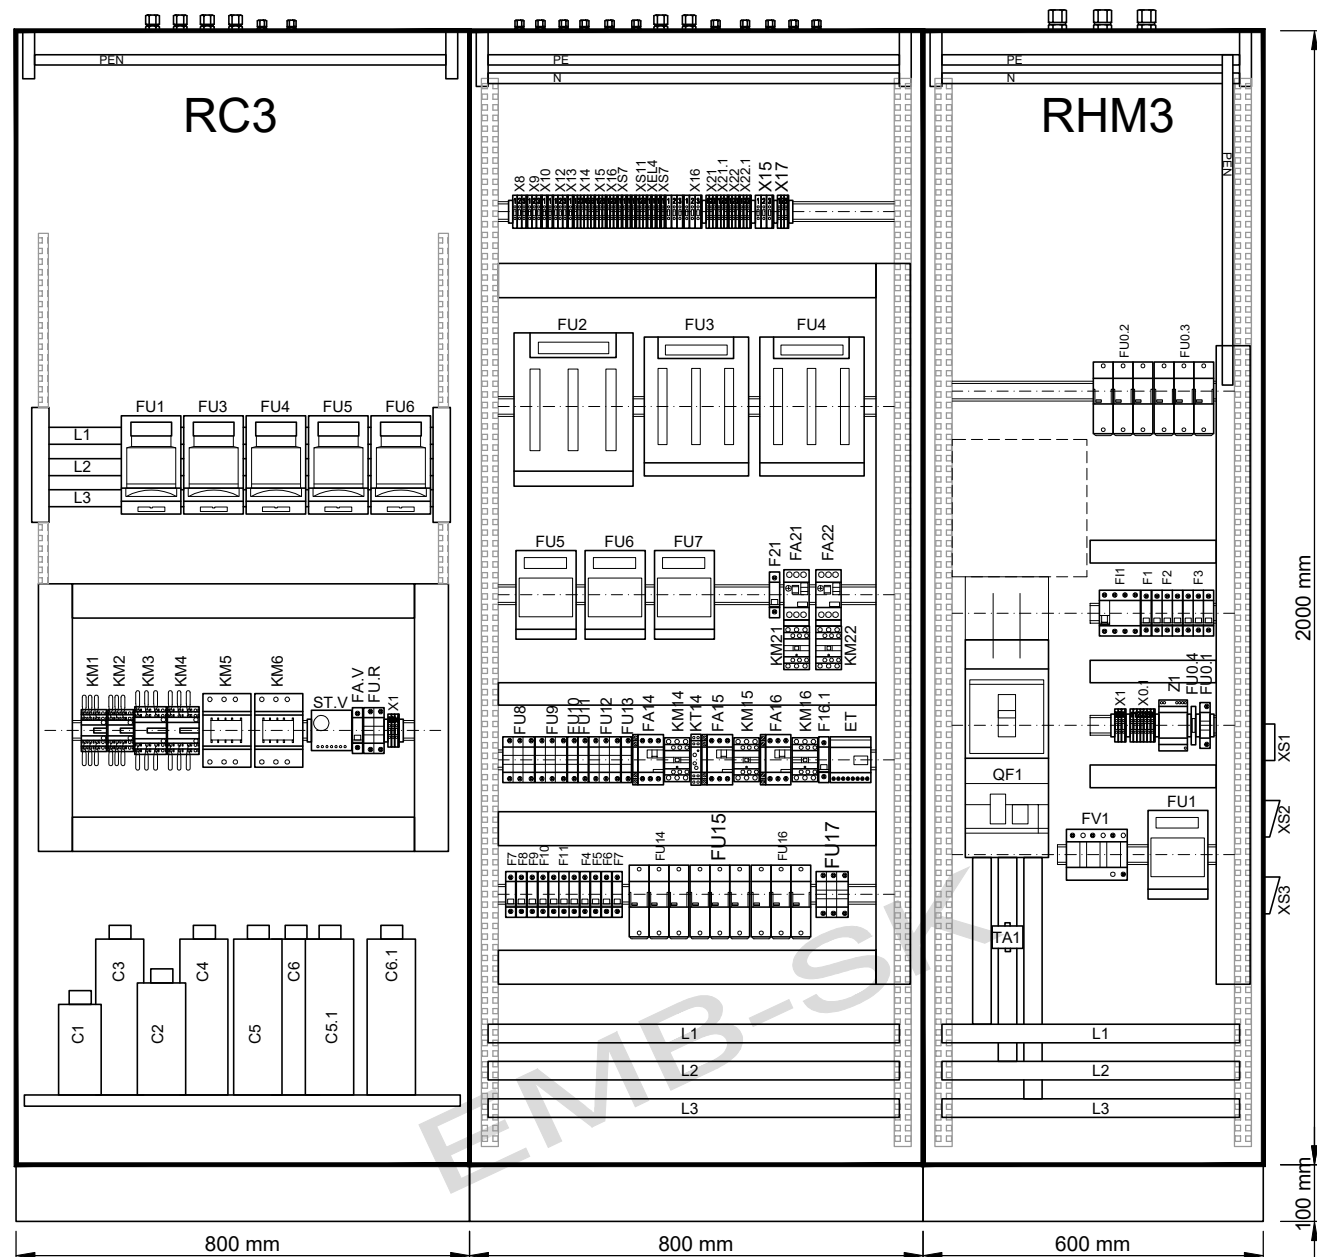 PEN
PE
N
PE
N
RC3
RHM3
PEN
X8 X9 X10 X12 X13 X14 X15 X16 XS7 XS11 XEL4 XS7 X16 X21 X21.1 X22 X22.1 X15 X17
FU2 FU3 FU4
FU0.2 FU0.3
FU1 FU3 FU4 FU5 FU6
L1
L2
L3
FU5 FU6 FU7 F21 FA21 FA22
KM21 KM22
FI1 F1 F2 F3
KM1 KM2 KM3 KM4 KM5 KM6 ST.V FA.V FU.R X1
X1 X0.1 Z1 FU0.4 FU0.1
FU8 FU9 FU10 FU11 FU12 FU13 FA14 KM14 KT14 FA15 KM15 FA16 KM16 F16.1 ET
QF1
XS1
XS2
XS3
FV1 FU1
F7 F8 F9 F10 F11 F4 F5 F6 F7 FU14 FU15 FU16 FU17
TA1
C1 C3 C2 C4 C5 C6 C5.1 C6.1
L1
L2
L3
L1
L2
L3
EMB-SK
2000 mm
100 mm
800 mm
800 mm
600 mm